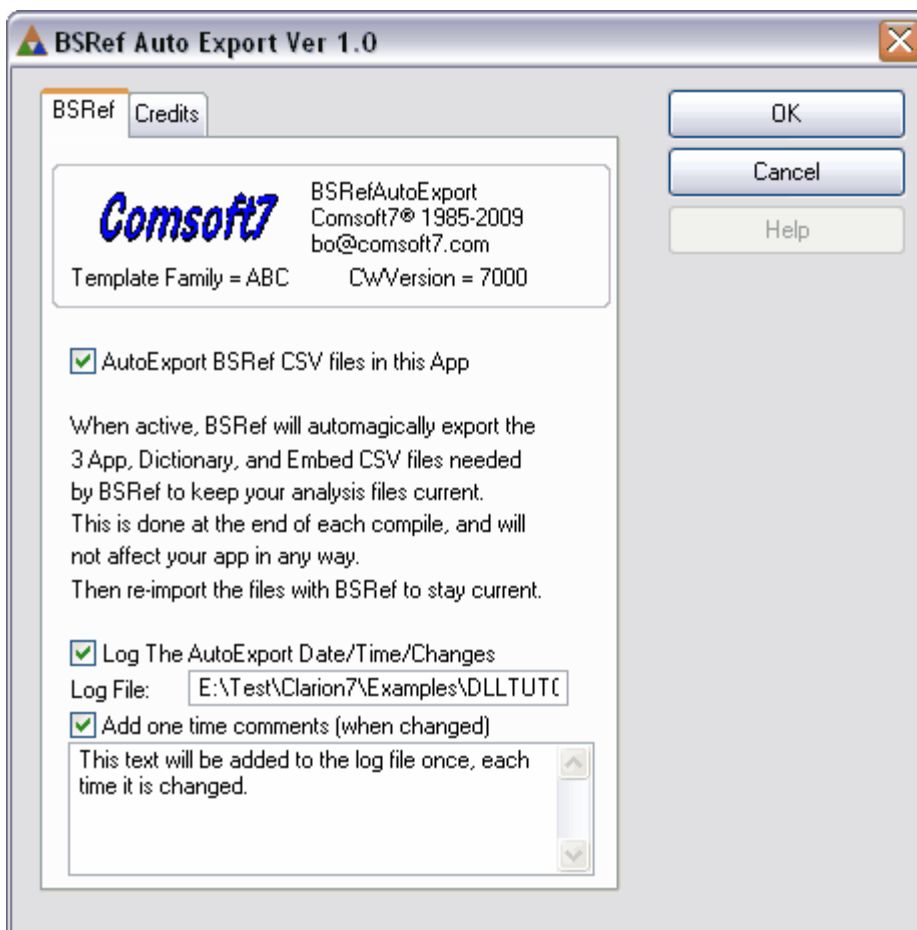 BSRef Auto Export Ver 1.0
BSRef
Credits
OK
Cancel
Help
Comsoft7
BSRefAutoExport
Comsoft7® 1985-2009
bo@comsoft7.com
Template Family = ABC
CWVersion = 7000
AutoExport BSRef CSV files in this App
When active, BSRef will automagically export the
3 App, Dictionary, and Embed CSV files needed
by BSRef to keep your analysis files current.
This is done at the end of each compile, and will
not affect your app in any way.
Then re-import the files with BSRef to stay current.
Log The AutoExport Date/Time/Changes
Log File:
E:\Test\Clarion7\Examples\DLLTUT(
Add one time comments (when changed)
This text will be added to the log file once, each
time it is changed.